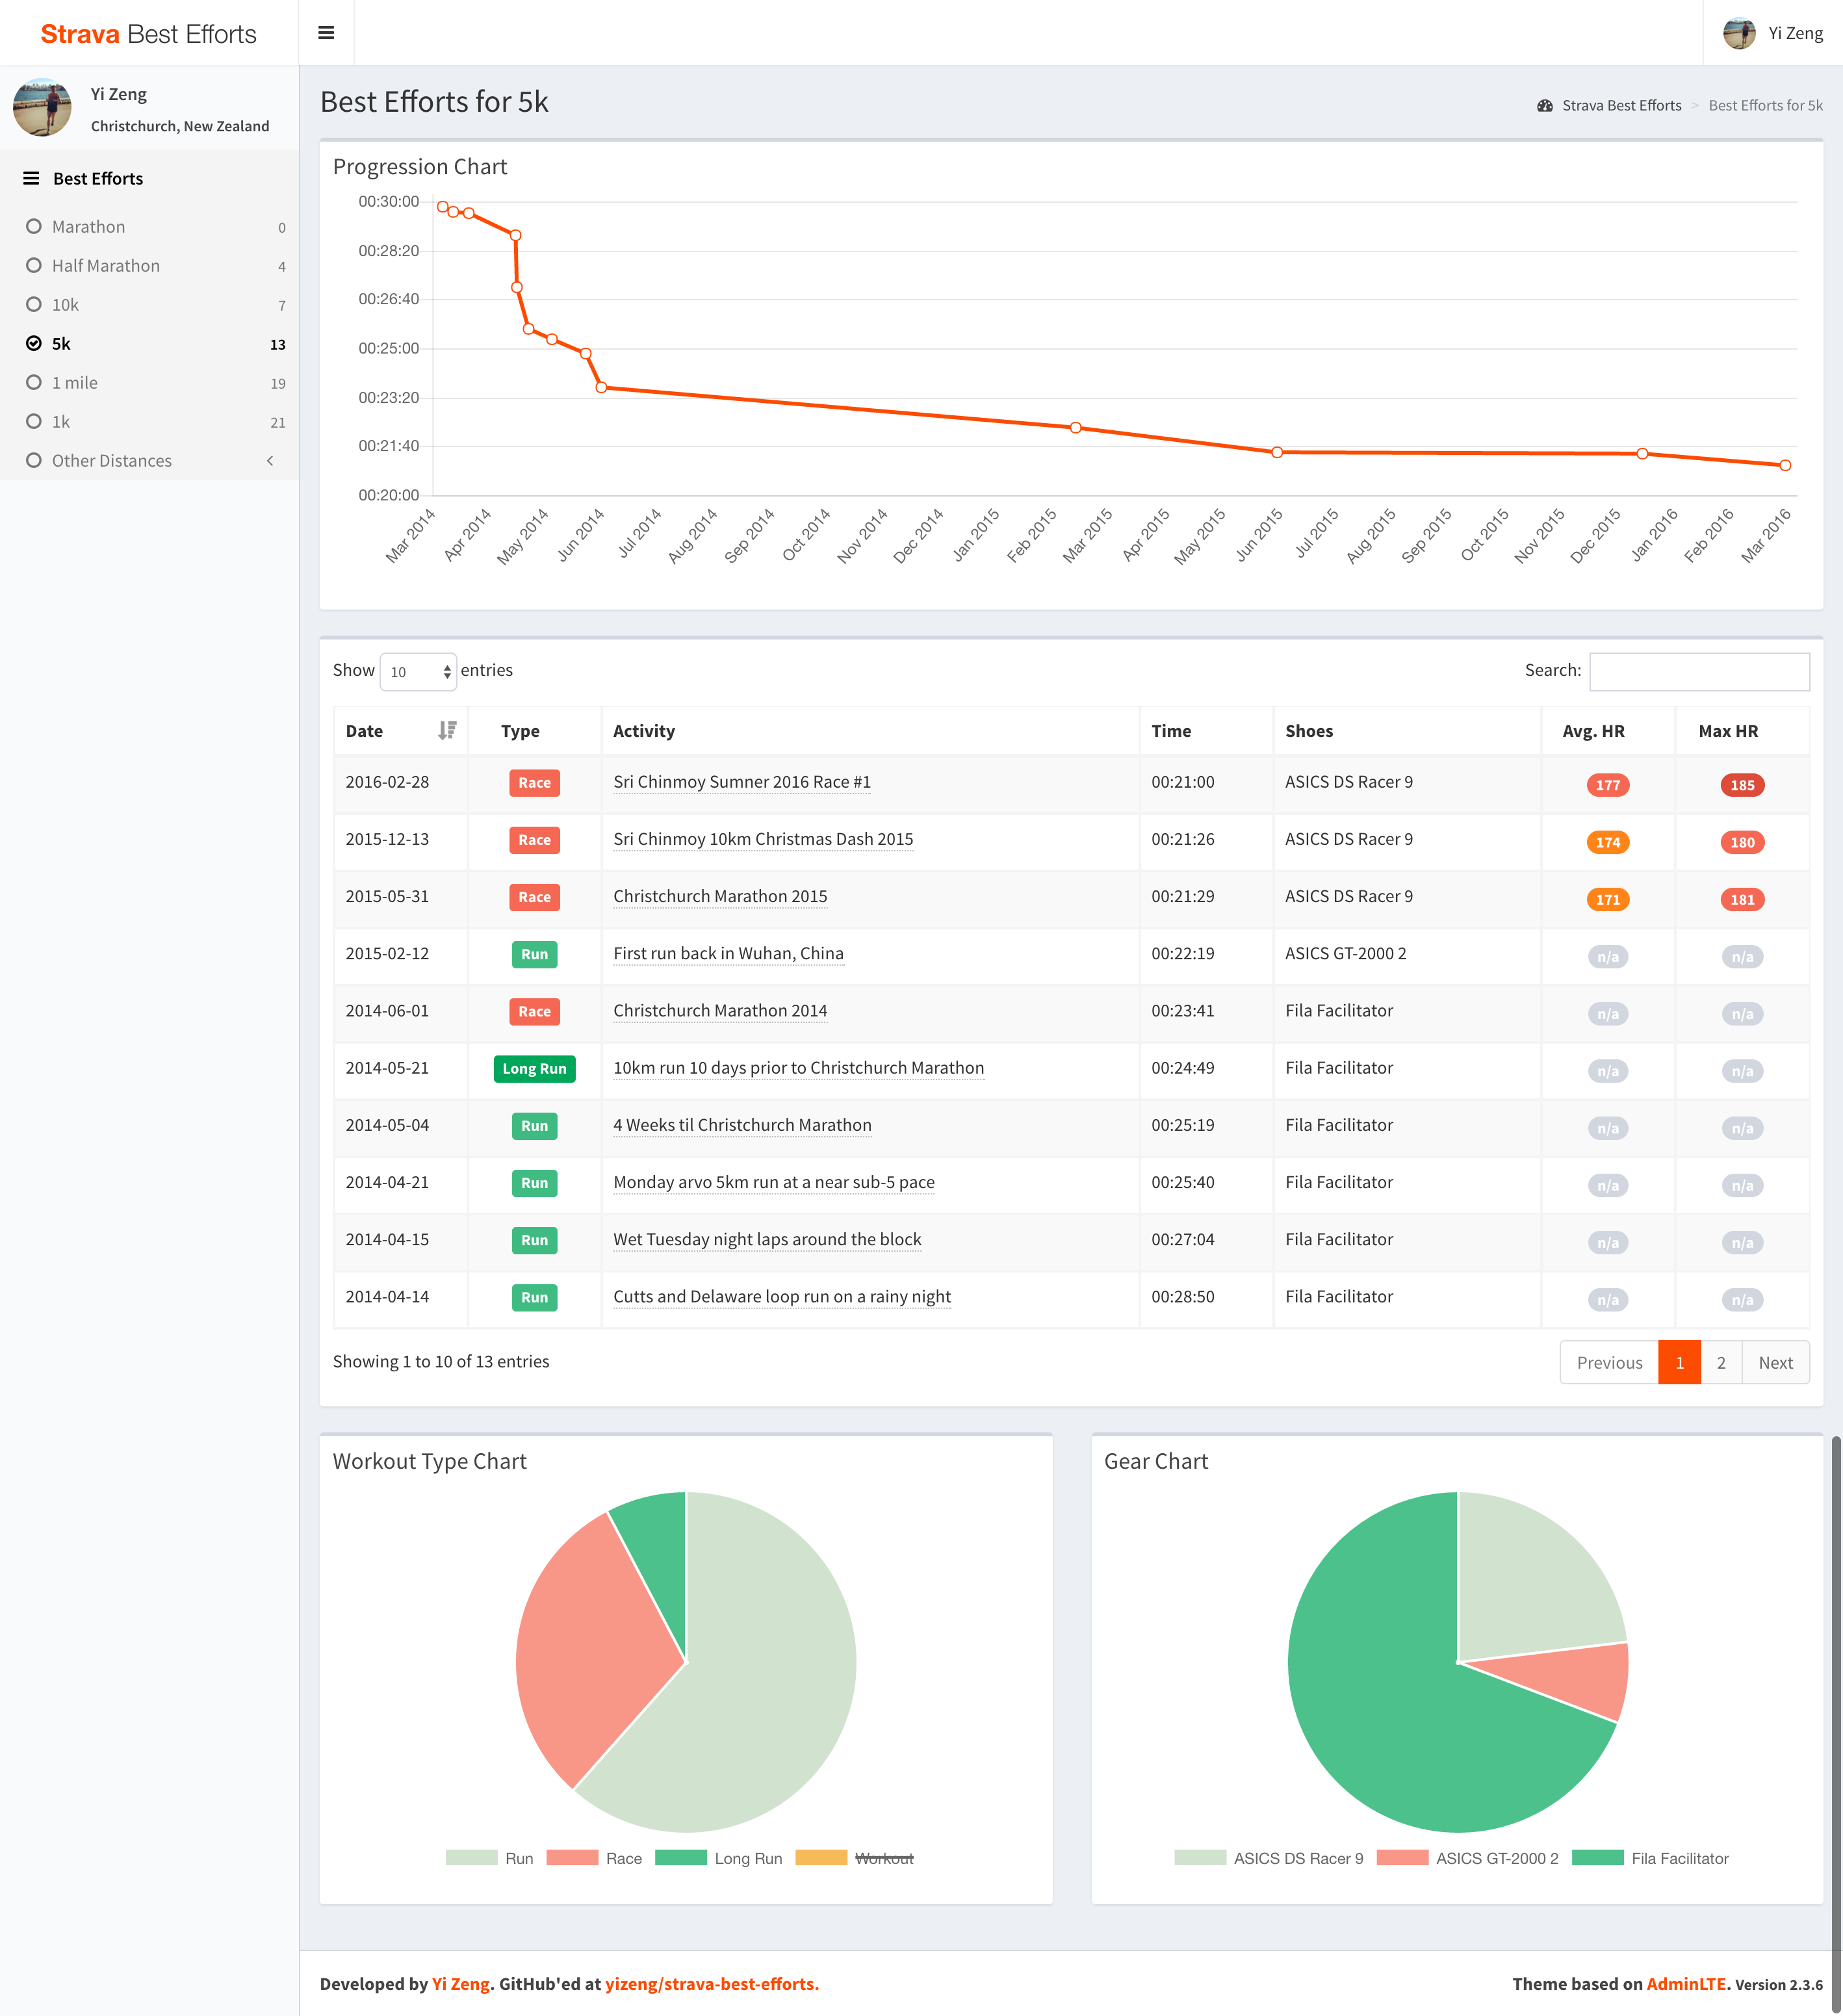 Strava Best Efforts
Yi Zeng
Yi Zeng
Christchurch, New Zealand
Best Efforts
Marathon 0
Half Marathon 4
10k 7
5k 13
1 mile 19
1k 21
Other Distances
Best Efforts for 5k
Strava Best Efforts > Best Efforts for 5k
Progression Chart
00:30:00
00:28:20
00:26:40
00:25:00
00:23:20
00:21:40
00:20:00
Mar 2014 Apr 2014 May 2014 Jun 2014 Jul 2014 Aug 2014 Sep 2014 Oct 2014 Nov 2014 Dec 2014 Jan 2015 Feb 2015 Mar 2015 Apr 2015 May 2015 Jun 2015 Jul 2015 Aug 2015 Sep 2015 Oct 2015 Nov 2015 Dec 2015 Jan 2016 Feb 2016 Mar 2016
Show 10 entries Search:
Date Type Activity Time Shoes Avg. HR Max HR
2016-02-28 Race Sri Chinmoy Sumner 2016 Race #1 00:21:00 ASICS DS Racer 9 177 185
2015-12-13 Race Sri Chinmoy 10km Christmas Dash 2015 00:21:26 ASICS DS Racer 9 174 180
2015-05-31 Race Christchurch Marathon 2015 00:21:29 ASICS DS Racer 9 171 181
2015-02-12 Run First run back in Wuhan, China 00:22:19 ASICS GT-2000 2 n/a n/a
2014-06-01 Race Christchurch Marathon 2014 00:23:41 Fila Facilitator n/a n/a
2014-05-21 Long Run 10km run 10 days prior to Christchurch Marathon 00:24:49 Fila Facilitator n/a n/a
2014-05-04 Run 4 Weeks til Christchurch Marathon 00:25:19 Fila Facilitator n/a n/a
2014-04-21 Run Monday arvo 5km run at a near sub-5 pace 00:25:40 Fila Facilitator n/a n/a
2014-04-15 Run Wet Tuesday night laps around the block 00:27:04 Fila Facilitator n/a n/a
2014-04-14 Run Cutts and Delaware loop run on a rainy night 00:28:50 Fila Facilitator n/a n/a
Showing 1 to 10 of 13 entries Previous 1 2 Next
Workout Type Chart
Run Race Long Run Workout
Gear Chart
ASICS DS Racer 9 ASICS GT-2000 2 Fila Facilitator
Developed by Yi Zeng. GitHub'ed at yizeng/strava-best-efforts. Theme based on AdminLTE. Version 2.3.6